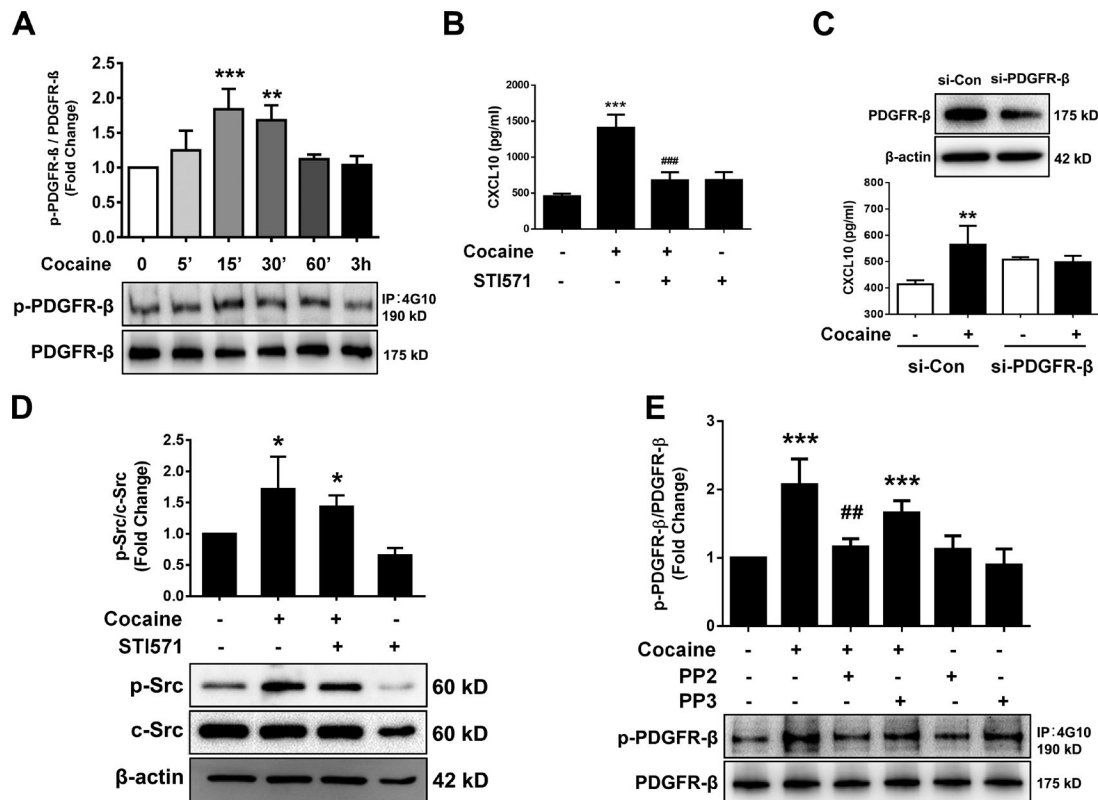 A
p-PDGFR-ß / PDGFR-ß
(Fold Change)
2.5
2.0
1.5
1.0
0.5
0.0
***
**
Cocaine 0 5’ 15’ 30’ 60’ 3h
p-PDGFR-β
IP:4G10
190 kD
PDGFR-β 175 kD
B
CXCL10 (pg/ml)
2000
1500
1000
500
0
***
###
Cocaine - + + -
STI571 - - + +
C
si-Con si-PDGFR-β
PDGFR-β 175 kD
β-actin 42 kD
CXCL10 (pg/ml)
800
700
600
500
400
300
**
Cocaine - + - +
si-Con si-PDGFR-β
D
p-Src/c-Src
(Fold Change)
2.5
2.0
1.5
1.0
0.5
0.0
*
*
Cocaine - + + -
STI571 - - + +
p-Src 60 kD
c-Src 60 kD
β-actin 42 kD
E
p-PDGFR-β/PDGFR-β
(Fold Change)
3
2
1
0
***
##
***
Cocaine - + + + - -
PP2 - - + - + -
PP3 - - - + - +
p-PDGFR-β
IP:4G10
190 kD
PDGFR-β 175 kD